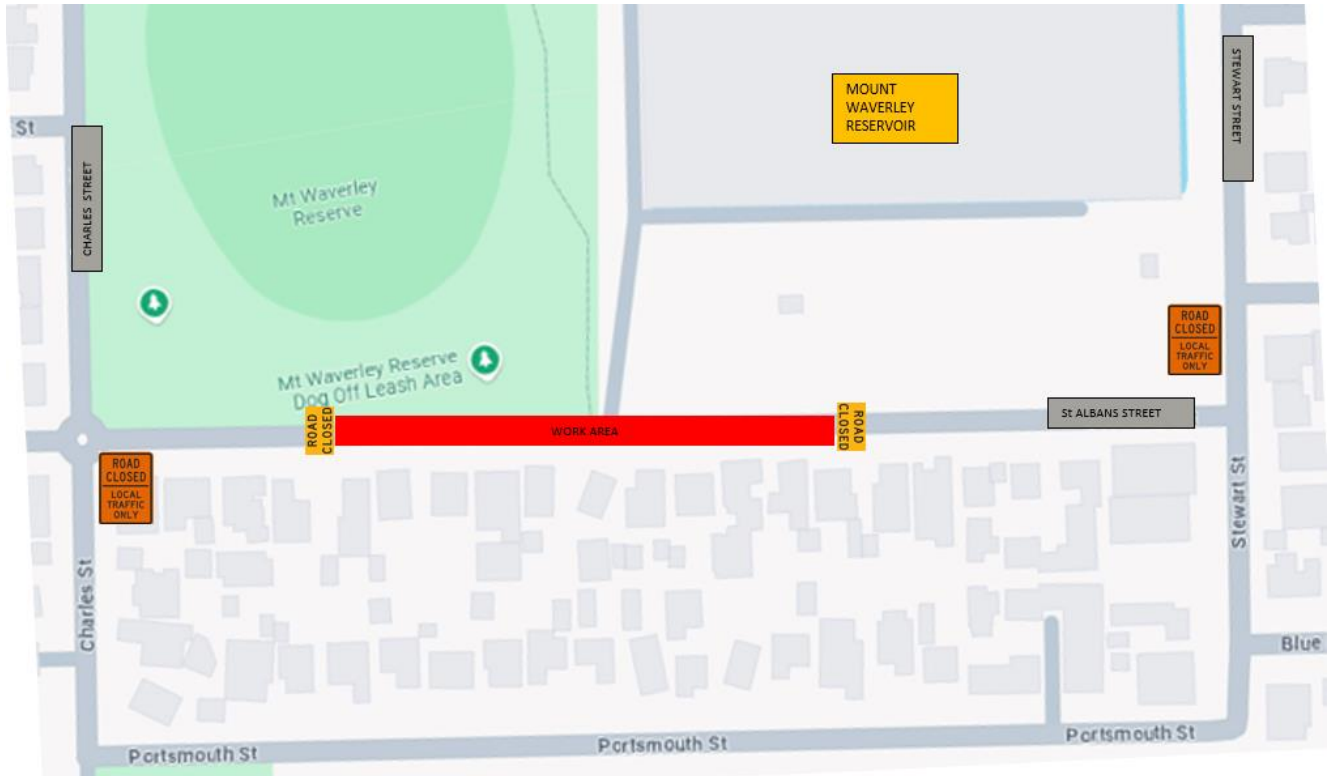 MOUNT
WAVERLEY
RESERVOIR
STEWART STREET
St
CHARLES STREET
Mt Waverley
Reserve
ROAD
CLOSED
LOCAL
TRAFFIC
ONLY
Mt Waverley Reserve
Dog Off Leash Area
ROAD
CLOSED
WORK AREA
ROAD
CLOSED
St ALBANS STREET
ROAD
CLOSED
LOCAL
TRAFFIC
ONLY
Stewart St
Charles St
Blue
Portsmouth St
Portsmouth St
Portsmouth St